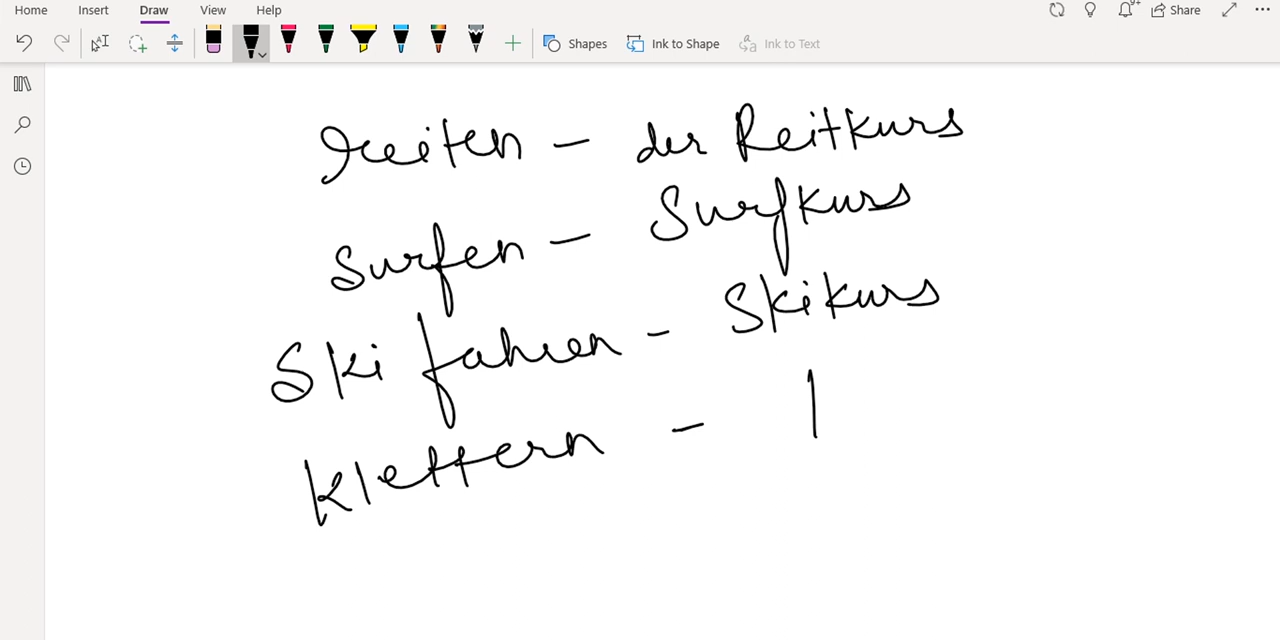 Home Insert Draw View Help Share
Shapes Ink to Shape Ink to Text
reiten - der Reitkurs
surfen - Surfkurs
Ski fahren - Skikurs
klettern -